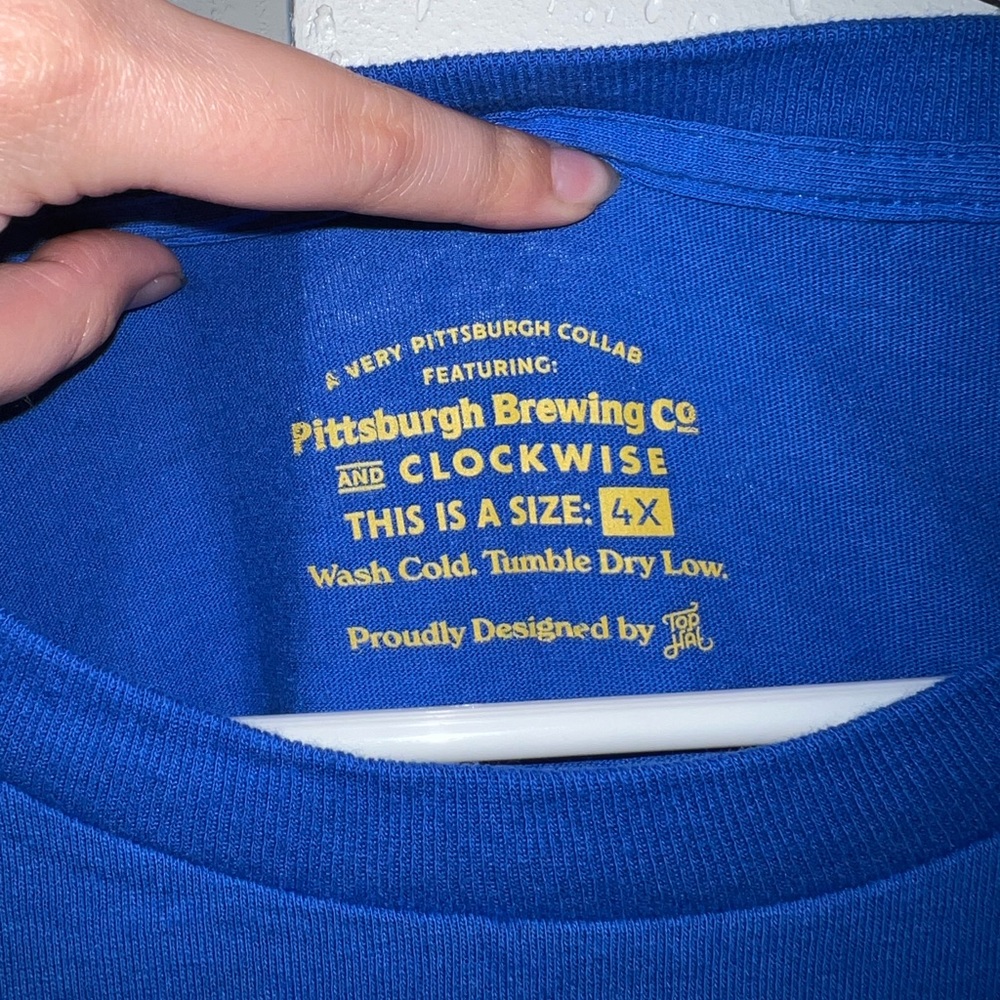 A VERY PITTSBURGH COLLAB
FEATURING:
Pittsburgh Brewing Co
AND CLOCKWISE
THIS IS A SIZE: 4X
Wash Cold. Tumble Dry Low.
Proudly Designed by TOP HAT